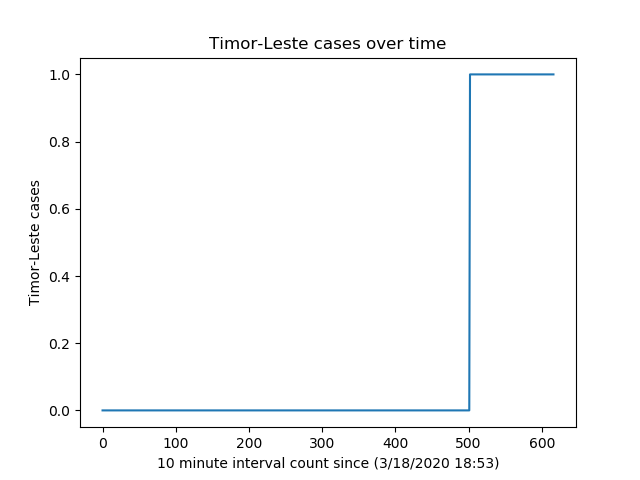 Timor-Leste cases over time
Timor-Leste cases
1.0
0.8
0.6
0.4
0.2
0.0
0 100 200 300 400 500 600
10 minute interval count since (3/18/2020 18:53)